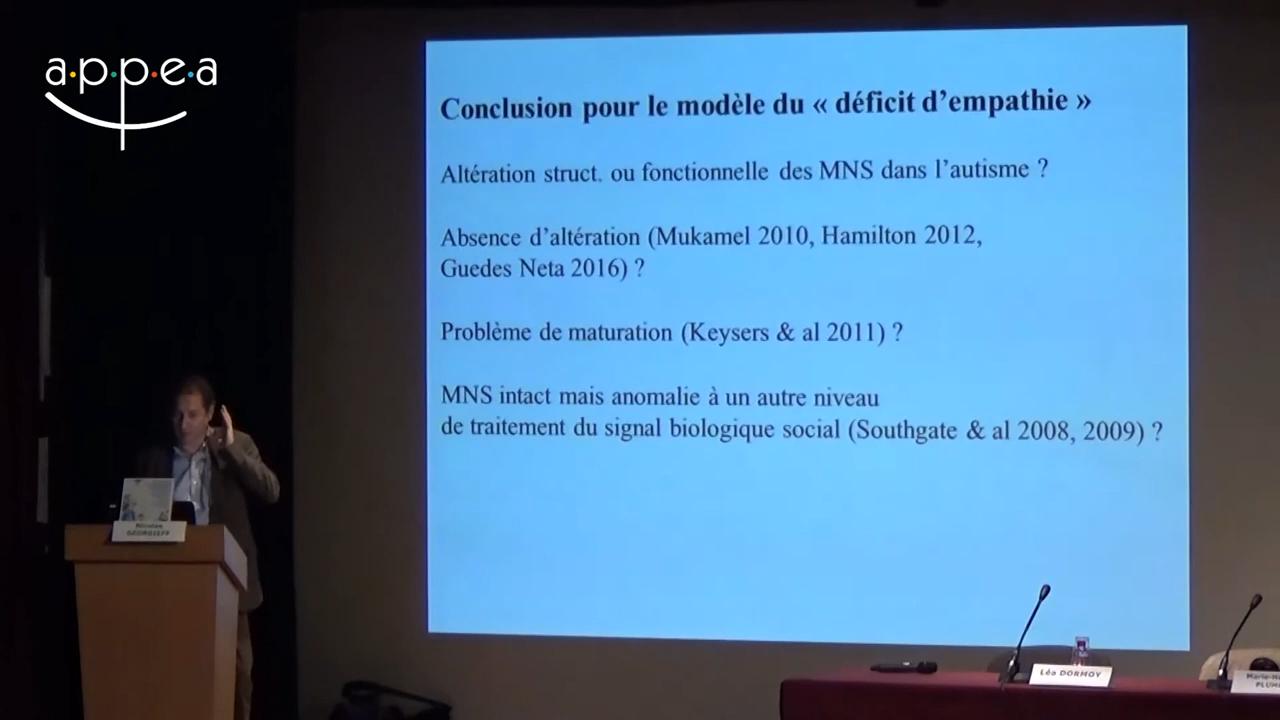 a.p.p.e.a
Conclusion pour le modèle du « déficit d'empathie »
Altération struct. ou fonctionnelle des MNS dans l'autisme ?
Absence d'altération (Mukamel 2010, Hamilton 2012,
Guedes Neta 2016) ?
Problème de maturation (Keysers & al 2011) ?
MNS intact mais anomalie à un autre niveau
de traitement du signal biologique social (Southgate & al 2008, 2009) ?
Nicolas
GEORGIEFF
Léa DORMOY